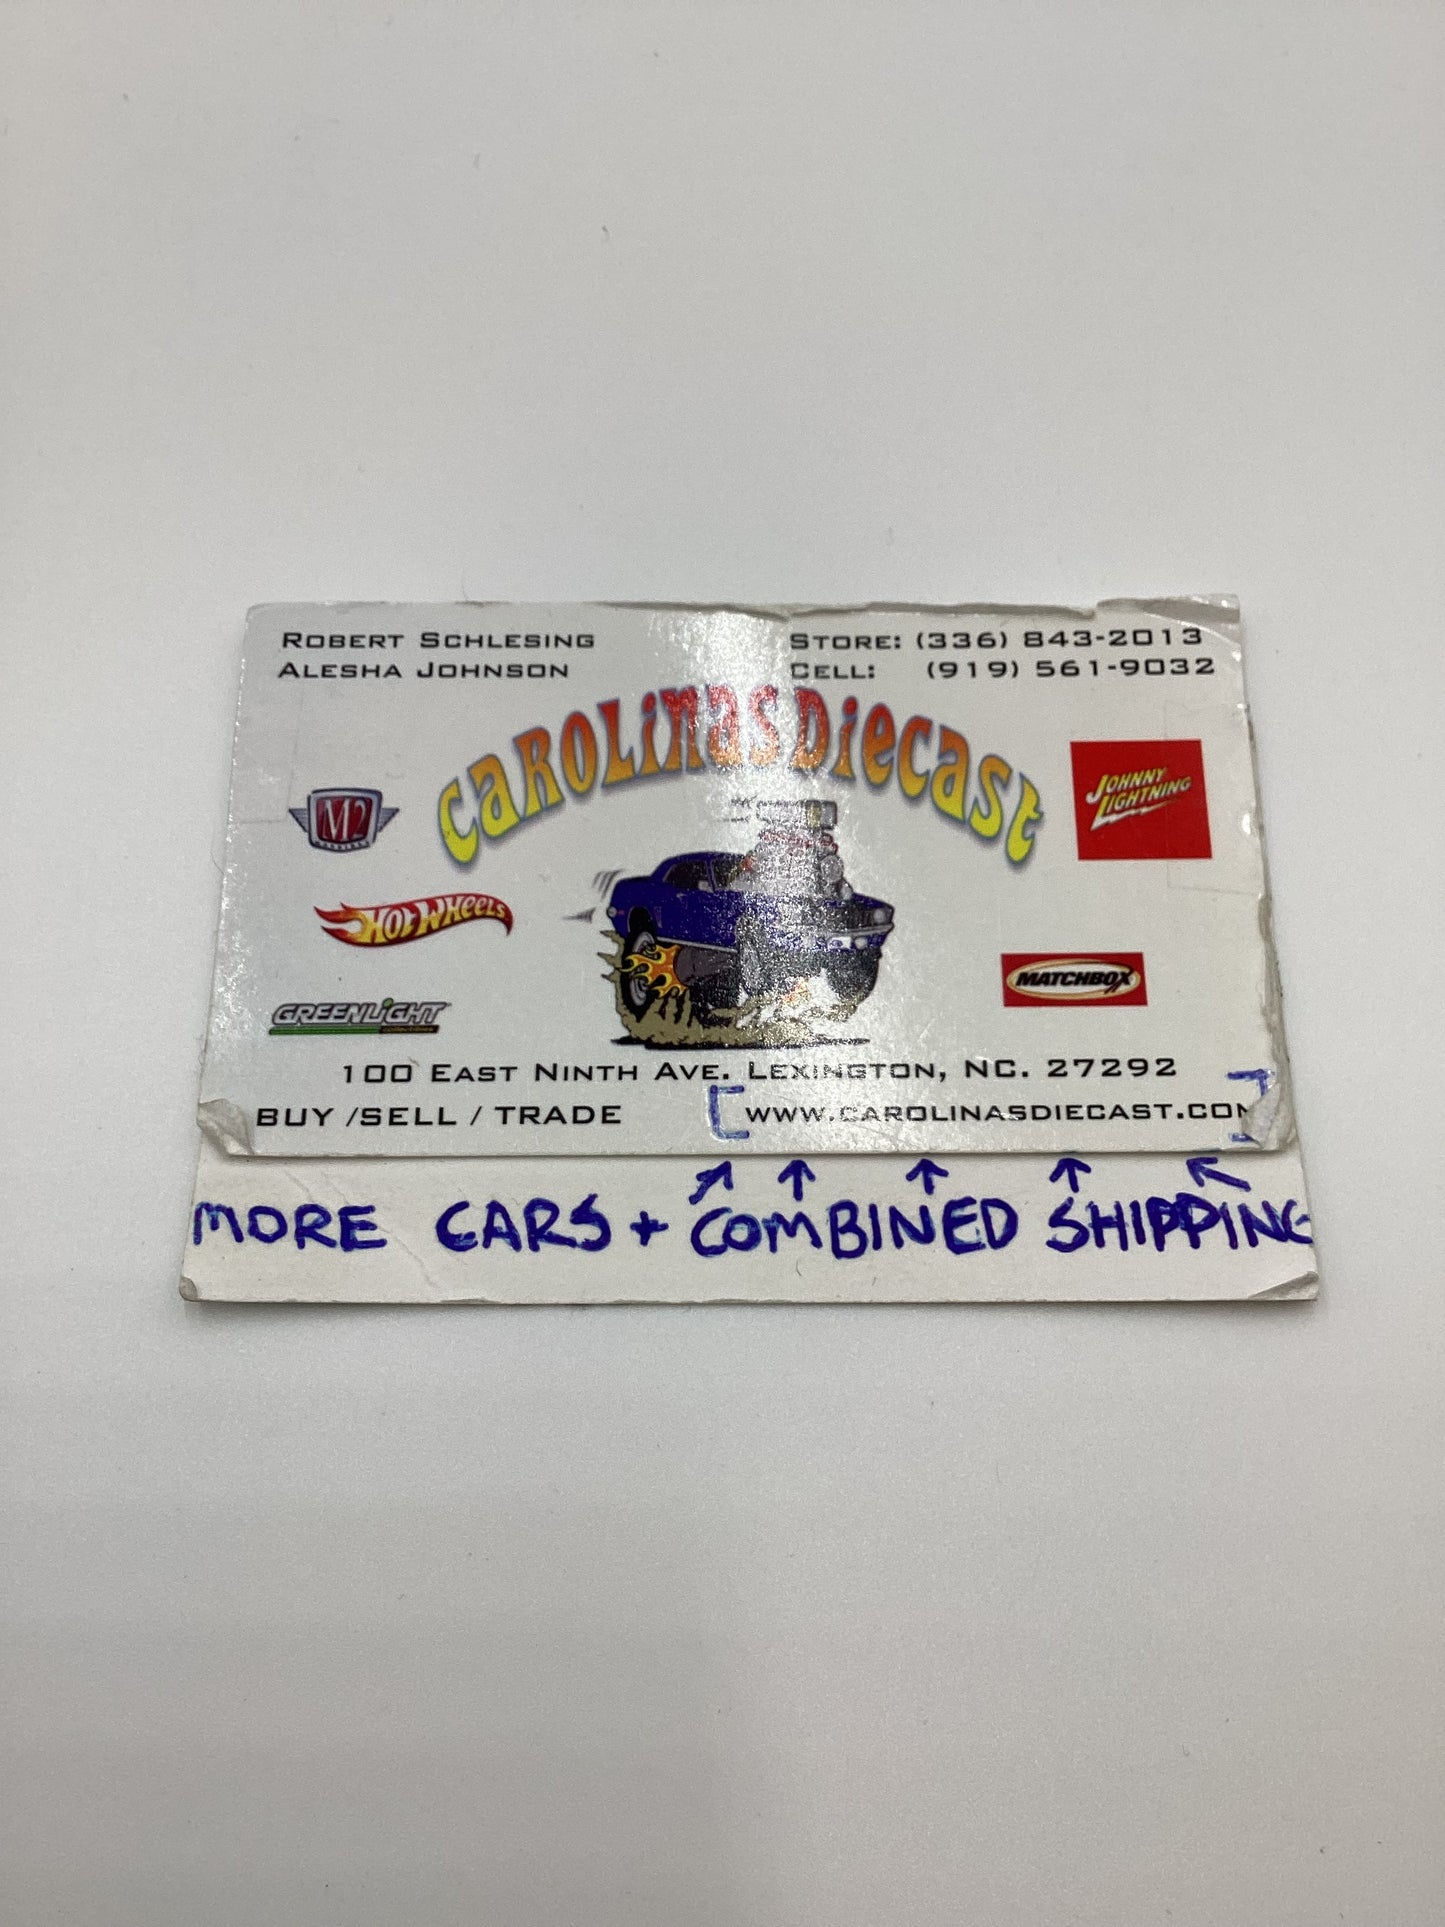 ROBERT SCHLESING
ALESHA JOHNSON
STORE: (336) 843-2013
CELL: (919) 561-9032
CAROLINAS DIECAST
M2
JOHNNY
LIGHTNING
HOT WHEELS
MATCHBOX
GREENLIGHT
100 EAST NINTH AVE. LEXINGTON, NC. 27292
BUY /SELL / TRADE
[WWW.CAROLINASDIECAST.COM]
MORE CARS + COMBINED SHIPPING